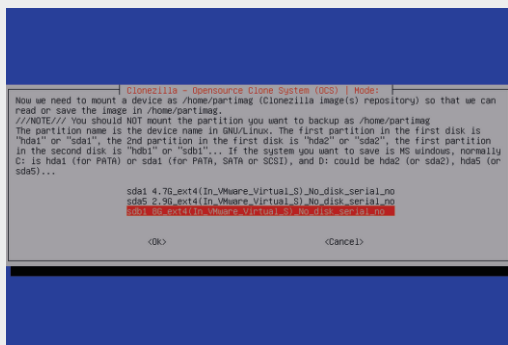 Clonezilla - Opensource Clone System (OCS) | Mode:
Now we need to mount a device as /home/partimag (Clonezilla image(s) repository) so that we can
read or save the image in /home/partimag.
///NOTE/// You should NOT mount the partition you want to backup as /home/partimag
The partition name is the device name in GNU/Linux. The first partition in the first disk is
"hda1" or "sda1", the 2nd partition in the first disk is "hda2" or "sda2", the first partition
in the second disk is "hdb1" or "sdb1"... If the system you want to save is MS windows, normally
C: is hda1 (for PATA) or sda1 (for PATA, SATA or SCSI), and D: could be hda2 (or sda2), hda5 (or
sda5)...
sda1 4.7G_ext4(In_VMware_Virtual_S)_No_disk_serial_no
sda5 2.9G_ext4(In_VMware_Virtual_S)_No_disk_serial_no
sdb1 8G_ext4(In_VMware_Virtual_S)_No_disk_serial_no
<Ok> <Cancel>